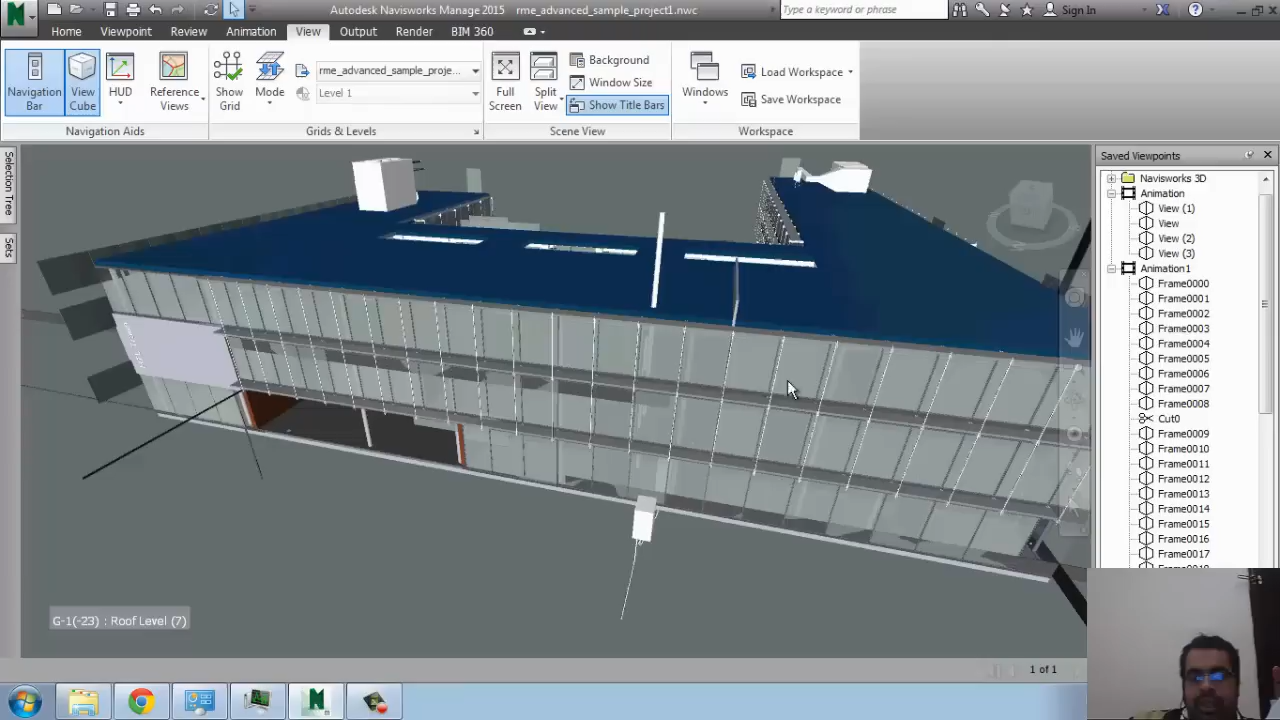 Autodesk Navisworks Manage 2015 rme_advanced_sample_project1.nwc
Type a keyword or phrase
Sign In
Home Viewpoint Review Animation View Output Render BIM 360
Navigation Bar
View Cube
HUD
Reference Views
Navigation Aids
Show Grid
Mode
rme_advanced_sample_proje...
Level 1
Grids & Levels
Full Screen
Split View
Background
Window Size
Show Title Bars
Scene View
Windows
Load Workspace
Save Workspace
Workspace
Selection Tree
Sets
G-1(-23) : Roof Level (7)
Saved Viewpoints
Navisworks 3D
Animation
View (1)
View
View (2)
View (3)
Animation1
Frame0000
Frame0001
Frame0002
Frame0003
Frame0004
Frame0005
Frame0006
Frame0007
Frame0008
Cut0
Frame0009
Frame0010
Frame0011
Frame0012
Frame0013
Frame0014
Frame0015
Frame0016
Frame0017
1 of 1